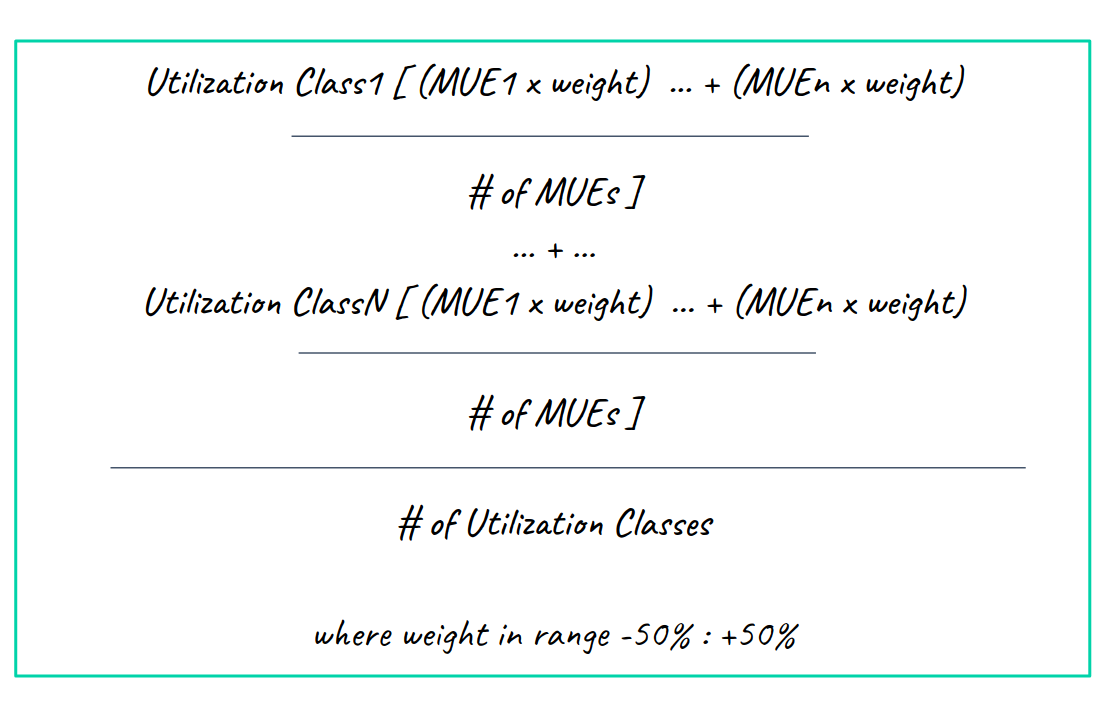 Utilization Class1 [ (MUE1 x weight) ... + (MUEn x weight)
# of MUEs ]
... + ...
Utilization ClassN [ (MUE1 x weight) ... + (MUEn x weight)
# of MUEs ]
# of Utilization Classes
where weight in range -50% : +50%